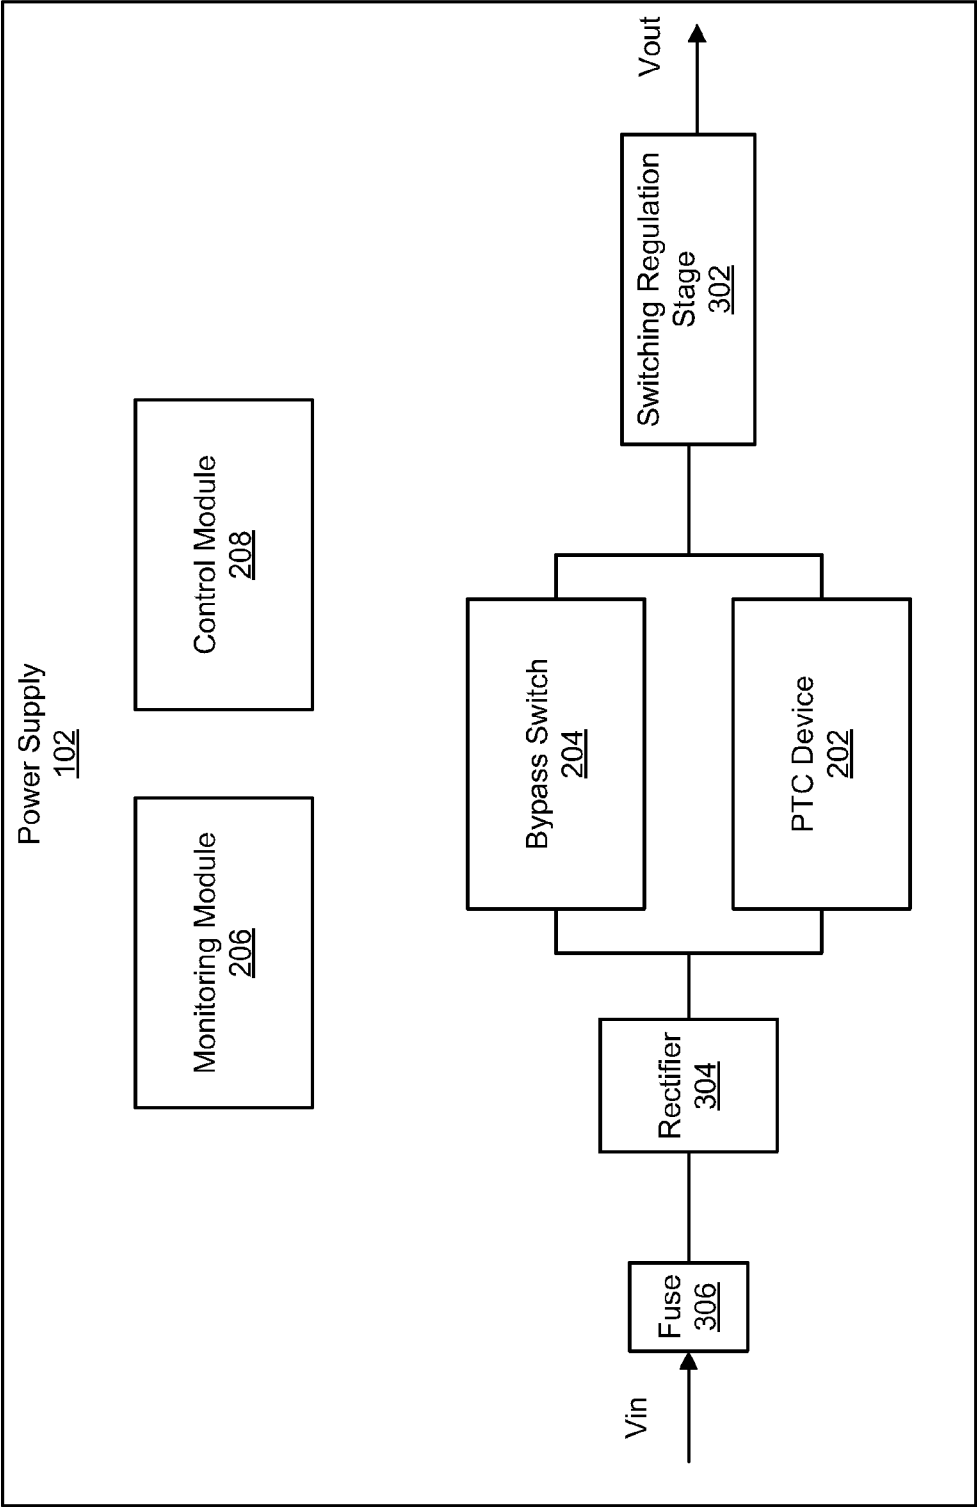 Power Supply
102
Monitoring Module
206
Control Module
208
Vin
Fuse
306
Rectifier
304
Bypass Switch
204
PTC Device
202
Switching Regulation
Stage
302
Vout